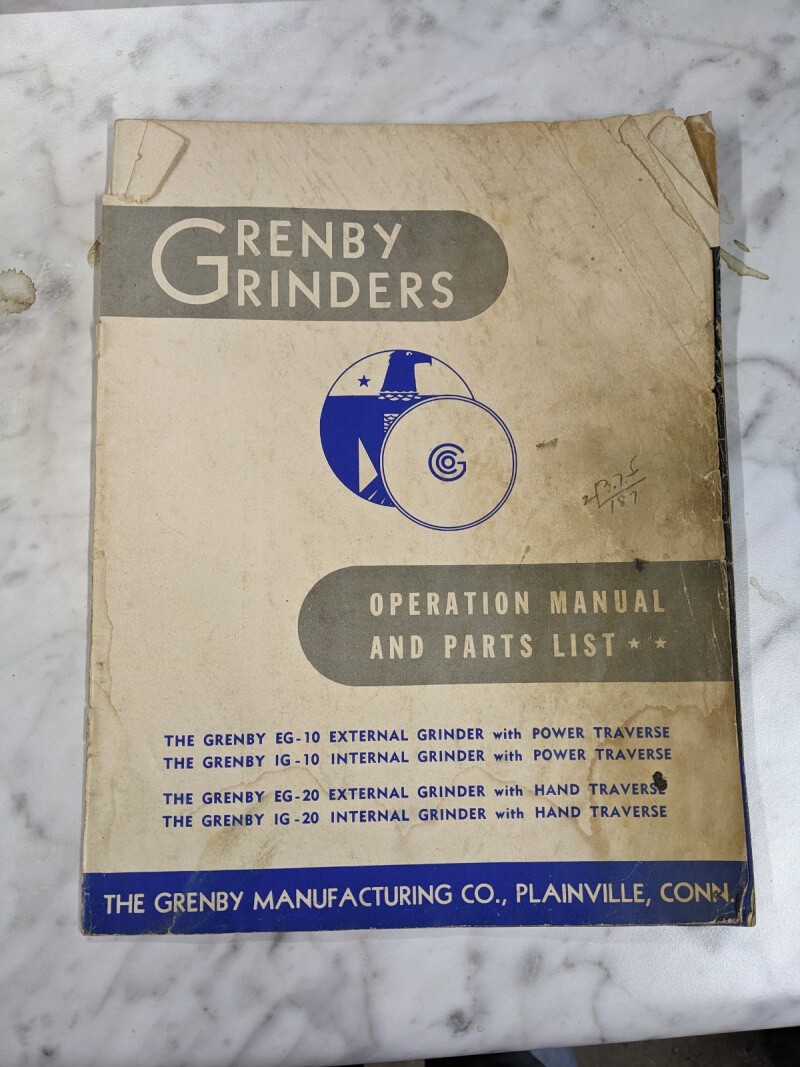 GRENBY
GRINDERS
OPERATION MANUAL
AND PARTS LIST ★ ★
THE GRENBY EG-10 EXTERNAL GRINDER with POWER TRAVERSE
THE GRENBY IG-10 INTERNAL GRINDER with POWER TRAVERSE
THE GRENBY EG-20 EXTERNAL GRINDER with HAND TRAVERSE
THE GRENBY IG-20 INTERNAL GRINDER with HAND TRAVERSE
THE GRENBY MANUFACTURING CO., PLAINVILLE, CONN.